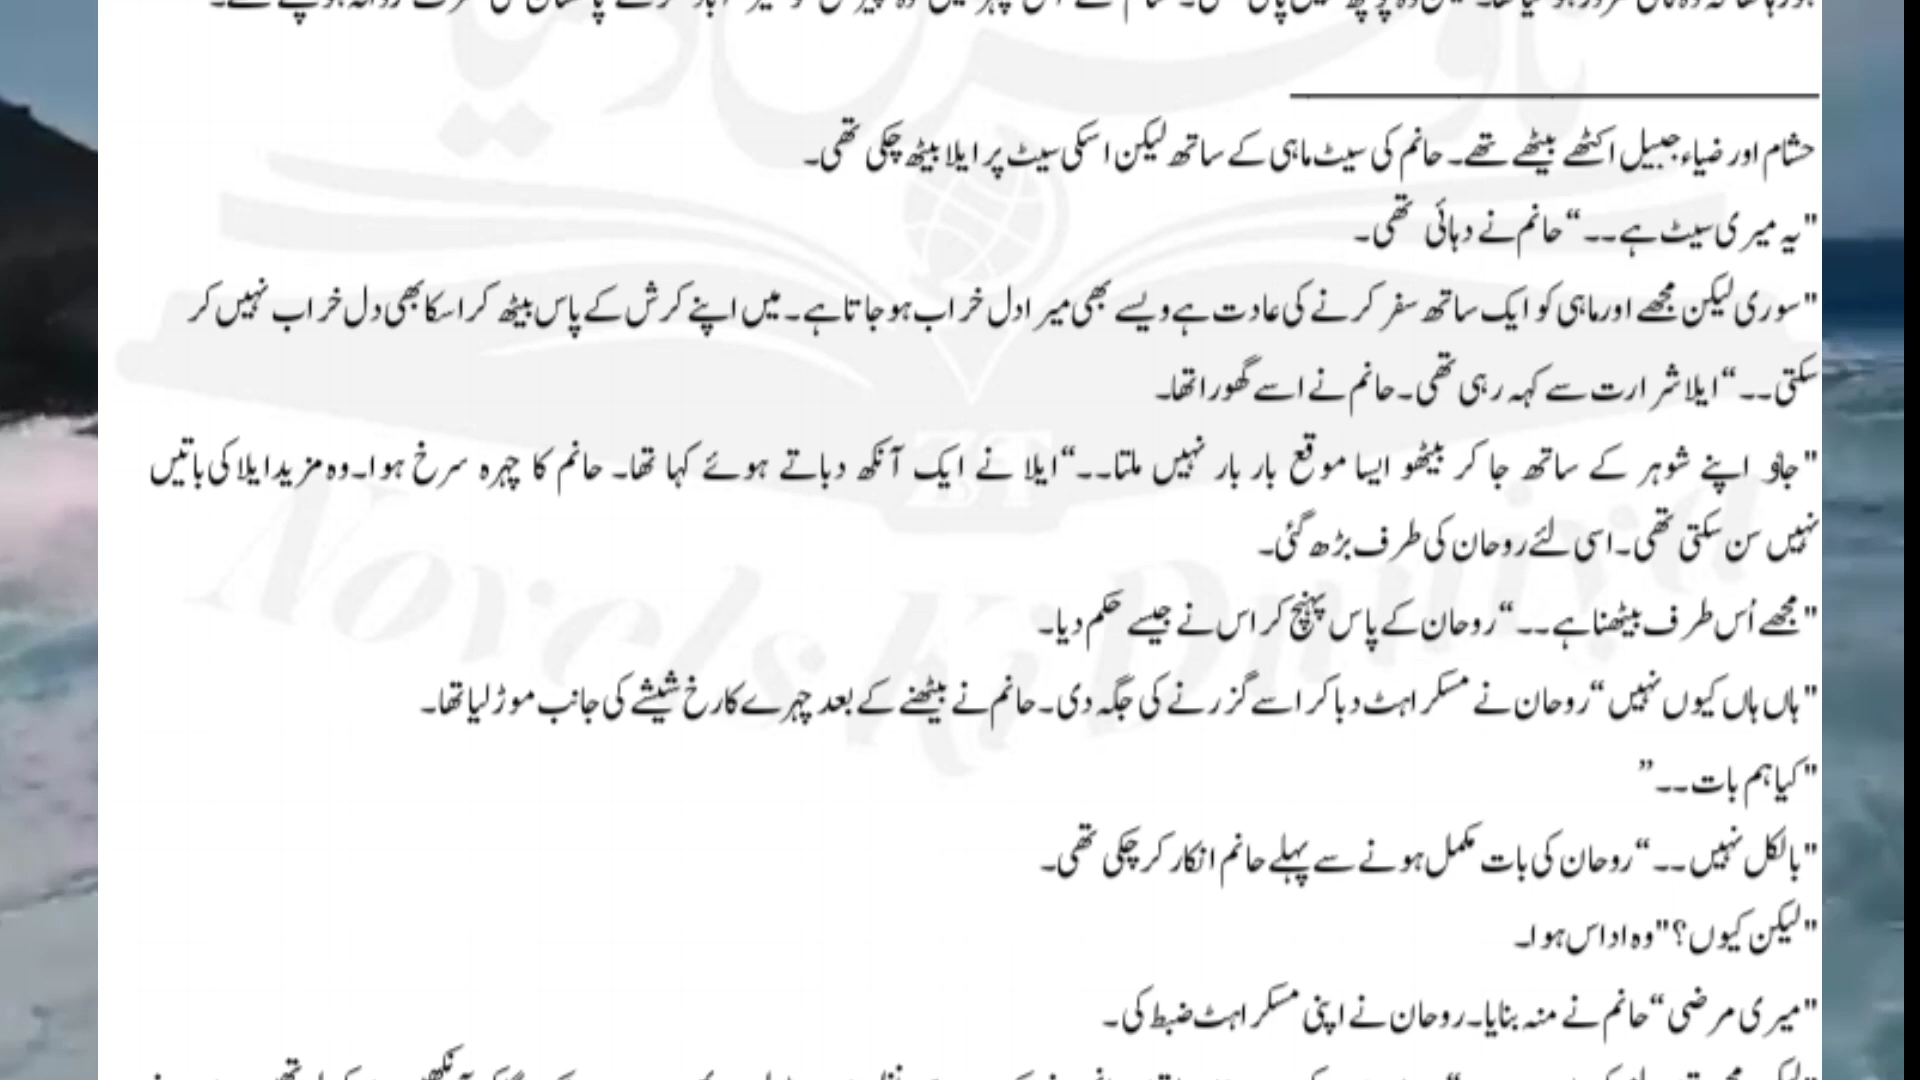 حشام اور ضیاء جبیل اکٹھے بیٹھے تھے۔ حانم کی سیٹ ماہی کے ساتھ لیکن اسکی سیٹ پر ایلا بیٹھ چکی تھی۔
"یہ میری سیٹ ہے۔۔“ حانم نے دہائی تھی۔
"سوری لیکن مجھے اور ماہی کو ایک ساتھ سفر کرنے کی عادت ہے ویسے بھی میرا دل خراب ہو جاتا ہے۔ میں اپنے کرش کے پاس بیٹھ کر اسکا بھی دل خراب نہیں کر
سکتی۔۔“ ایلا شرارت سے کہہ رہی تھی۔ حانم نے اسے گھورا تھا۔
"جاؤ اپنے شوہر کے ساتھ جا کر بیٹھو ایسا موقع بار بار نہیں ملتا۔۔“ ایلا نے ایک آنکھ دباتے ہوئے کہا تھا۔ حانم کا چہرہ سرخ ہوا۔ وہ مزید ایلا کی باتیں
نہیں سن سکتی تھی۔ اسی لئے روحان کی طرف بڑھ گئی۔
"مجھے اُس طرف بیٹھنا ہے۔۔“ روحان کے پاس پہنچ کر اس نے جیسے حکم دیا۔
"ہاں ہاں کیوں نہیں“ روحان نے مسکراہٹ دبا کر اسے گزرنے کی جگہ دی۔ حانم نے بیٹھنے کے بعد چہرے کا رخ شیشے کی جانب موڑ لیا تھا۔
"کیا ہم بات۔۔”
"بالکل نہیں۔۔“ روحان کی بات مکمل ہونے سے پہلے حانم انکار کر چکی تھی۔
"لیکن کیوں؟" وہ اداس ہوا۔
"میری مرضی“ حانم نے منہ بنایا۔ روحان نے اپنی مسکراہٹ ضبط کی۔
Novels Ki Duniya